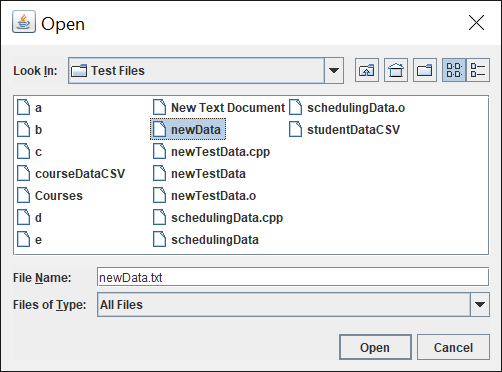 Open
Look In: Test Files
a New Text Document schedulingData.o
b newData studentDataCSV
c newTestData.cpp
courseDataCSV newTestData
Courses newTestData.o
d schedulingData.cpp
e schedulingData
File Name: newData.txt
Files of Type: All Files
Open Cancel